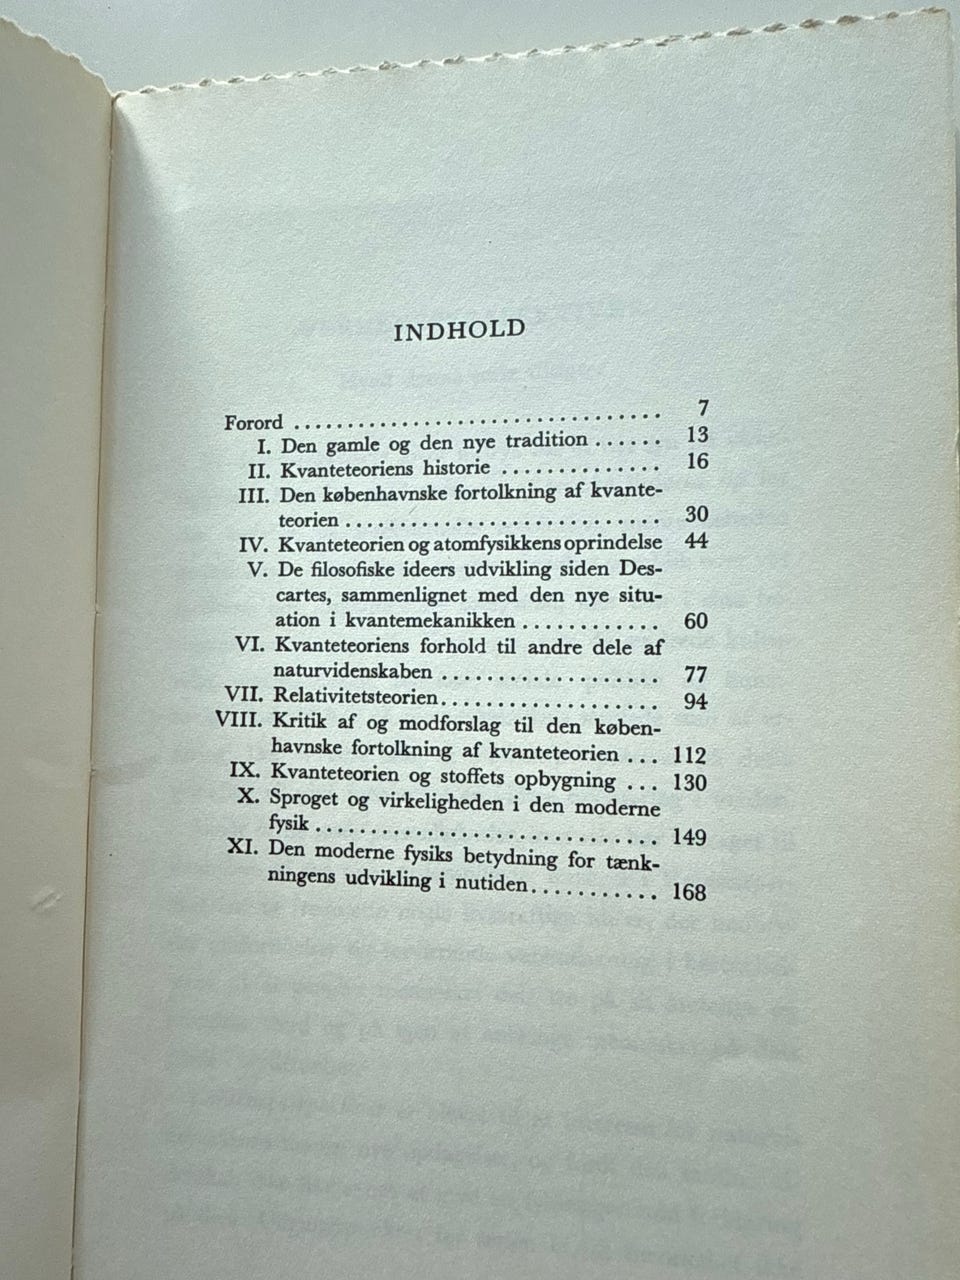 INDHOLD
Forord ................................. 7
I. Den gamle og den nye tradition ...... 13
II. Kvanteteoriens historie .............. 16
III. Den københavnske fortolkning af kvante-
teorien ............................. 30
IV. Kvanteteorien og atomfysikkens oprindelse 44
V. De filosofiske ideers udvikling siden Des-
cartes, sammenlignet med den nye situ-
ation i kvantemekanikken ............ 60
VI. Kvanteteoriens forhold til andre dele af
naturvidenskaben .................... 77
VII. Relativitetsteorien.................... 94
VIII. Kritik af og modforslag til den køben-
havnske fortolkning af kvanteteorien ... 112
IX. Kvanteteorien og stoffets opbygning ... 130
X. Sproget og virkeligheden i den moderne
fysik ................................ 149
XI. Den moderne fysiks betydning for tænk-
ningens udvikling i nutiden............ 168